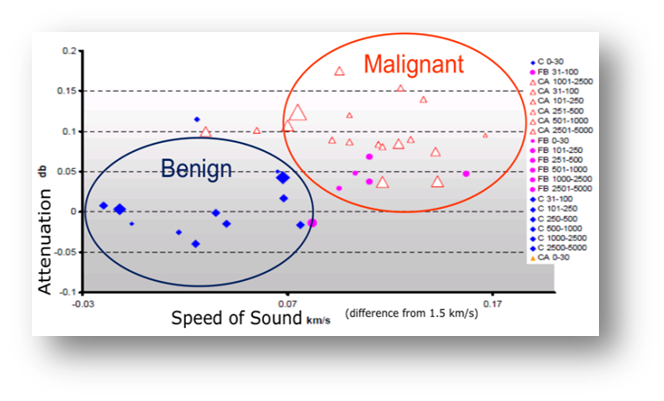 Malignant
Benign
0.2
0.15
0.1
0.05
0
-0.05
-0.1
Attenuation db
-0.03
0.07
0.17
Speed of Sound km/s (difference from 1.5 km/s)
C 0-30
FB 31-100
CA 1001-2500
CA 31-100
CA 101-250
CA 251-500
CA 501-1000
CA 2501-5000
FB 0-30
FB 101-250
FB 251-500
FB 501-1000
FB 1000-2500
FB 2501-5000
C 31-100
C 101-250
C 250-500
C 500-1000
C 1000-2500
C 2500-5000
CA 0-30